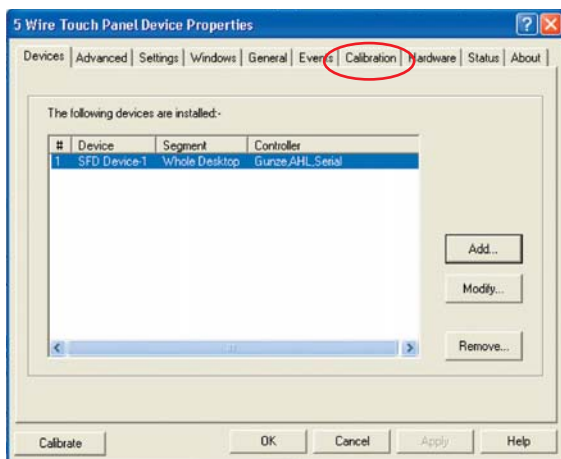 5 Wire Touch Panel Device Properties
Devices Advanced Settings Windows General Events Calibration Hardware Status About
The following devices are installed:-
# Device Segment Controller
1 SFD Device-1 Whole Desktop Gunze,AHL,Serial
Add...
Modify...
Remove...
Calibrate OK Cancel Apply Help